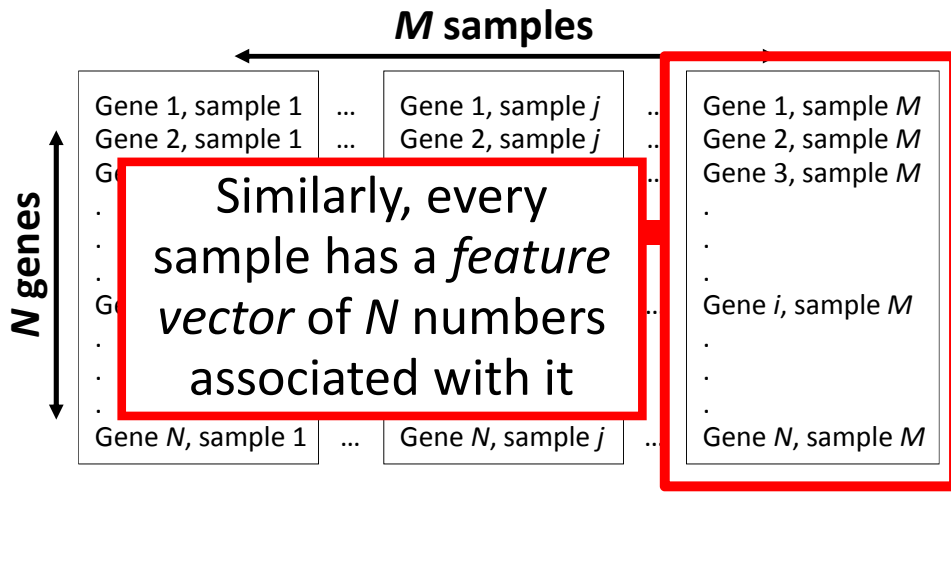 M samples
N genes
Gene 1, sample 1 ... Gene 1, sample j .. Gene 1, sample M
Gene 2, sample 1 ... Gene 2, sample j .. Gene 2, sample M
Ge .. Gene 3, sample M
. .
. .
. .
Ge ... Gene i, sample M
. .
. .
. .
Gene N, sample 1 ... Gene N, sample j ... Gene N, sample M
Similarly, every
sample has a feature
vector of N numbers
associated with it